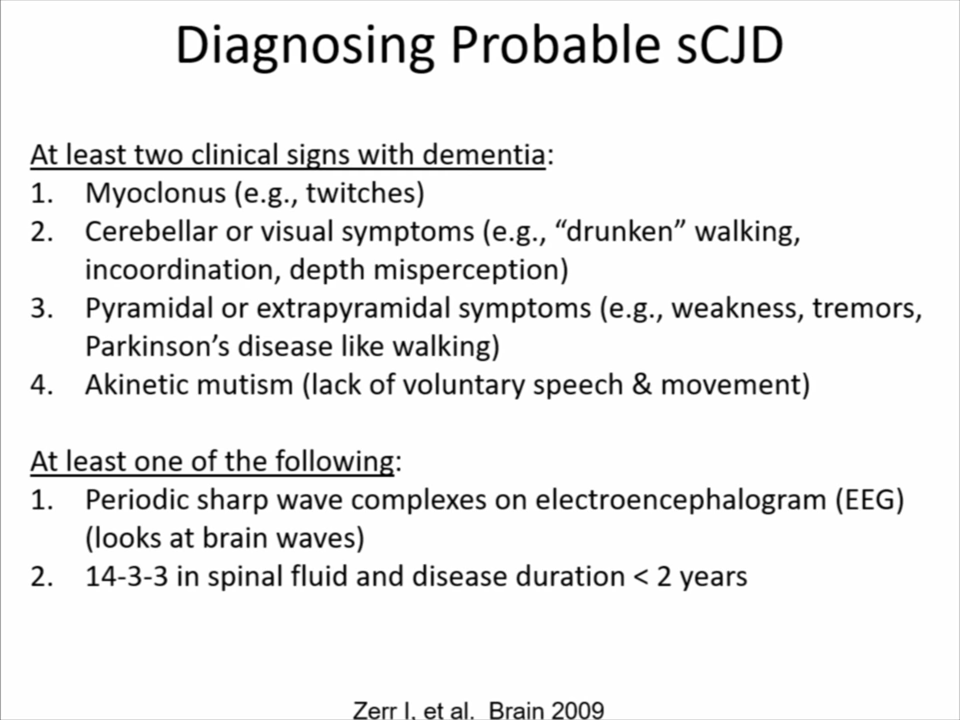 Diagnosing Probable sCJD
At least two clinical signs with dementia:
1. Myoclonus (e.g., twitches)
2. Cerebellar or visual symptoms (e.g., “drunken” walking,
incoordination, depth misperception)
3. Pyramidal or extrapyramidal symptoms (e.g., weakness, tremors,
Parkinson’s disease like walking)
4. Akinetic mutism (lack of voluntary speech & movement)
At least one of the following:
1. Periodic sharp wave complexes on electroencephalogram (EEG)
(looks at brain waves)
2. 14-3-3 in spinal fluid and disease duration < 2 years
Zerr I, et al. Brain 2009